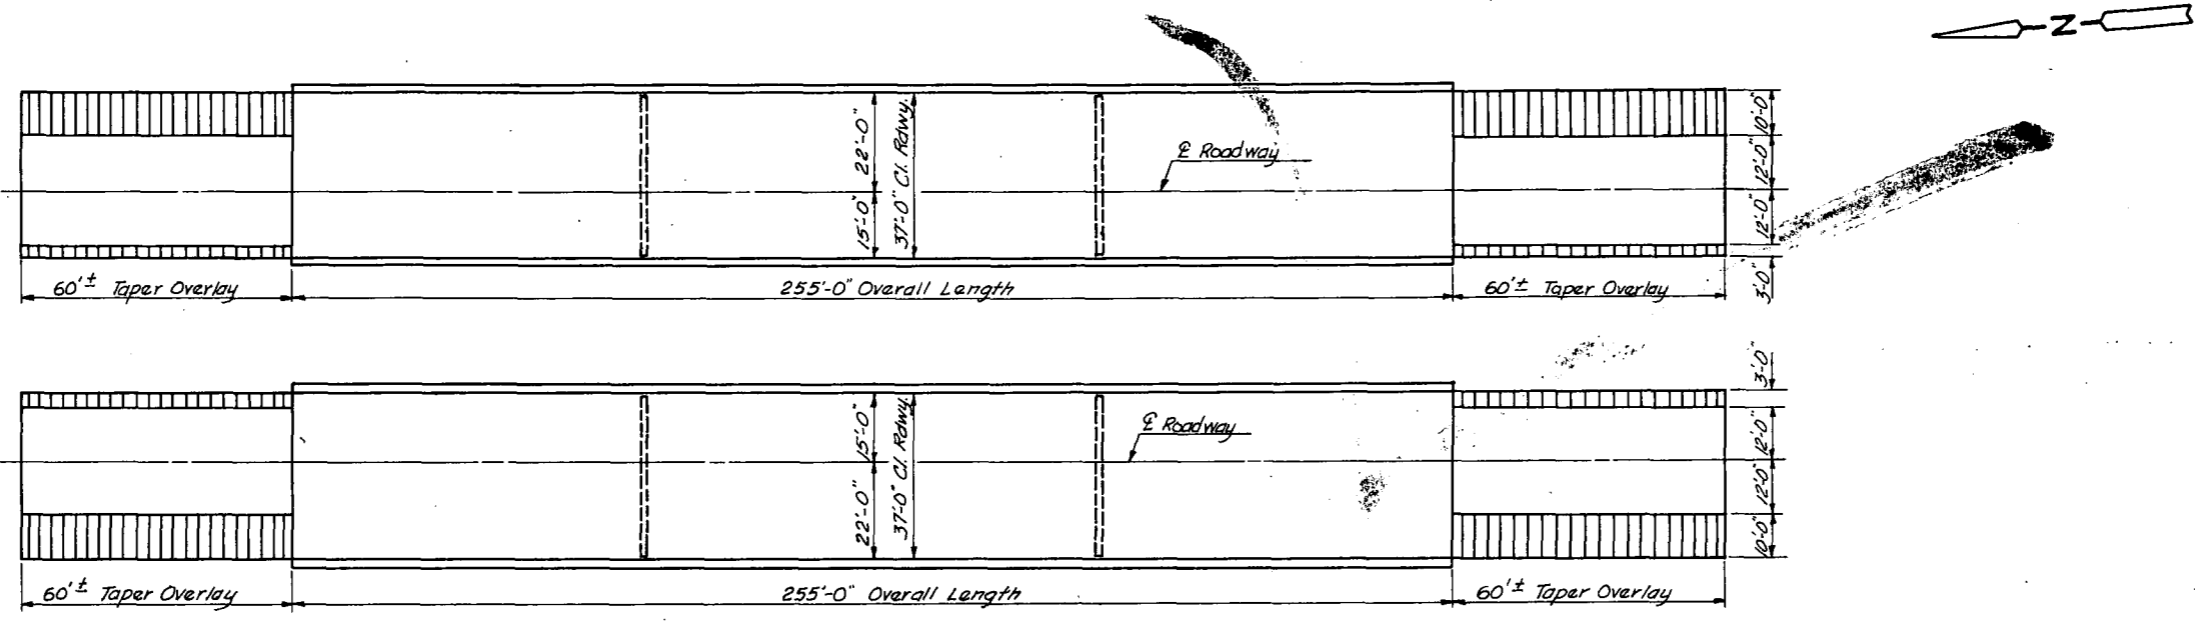 N
22'-0"
15'-0"
37'-0" Cl. Rdwy.
℄ Roadway
10'-0"
12'-0"
12'-0"
3'-0"
60'± Taper Overlay
255'-0" Overall Length
60'± Taper Overlay
15'-0"
22'-0"
37'-0" Cl. Rdwy.
℄ Roadway
3'-0"
12'-0"
12'-0"
10'-0"
60'± Taper Overlay
255'-0" Overall Length
60'± Taper Overlay